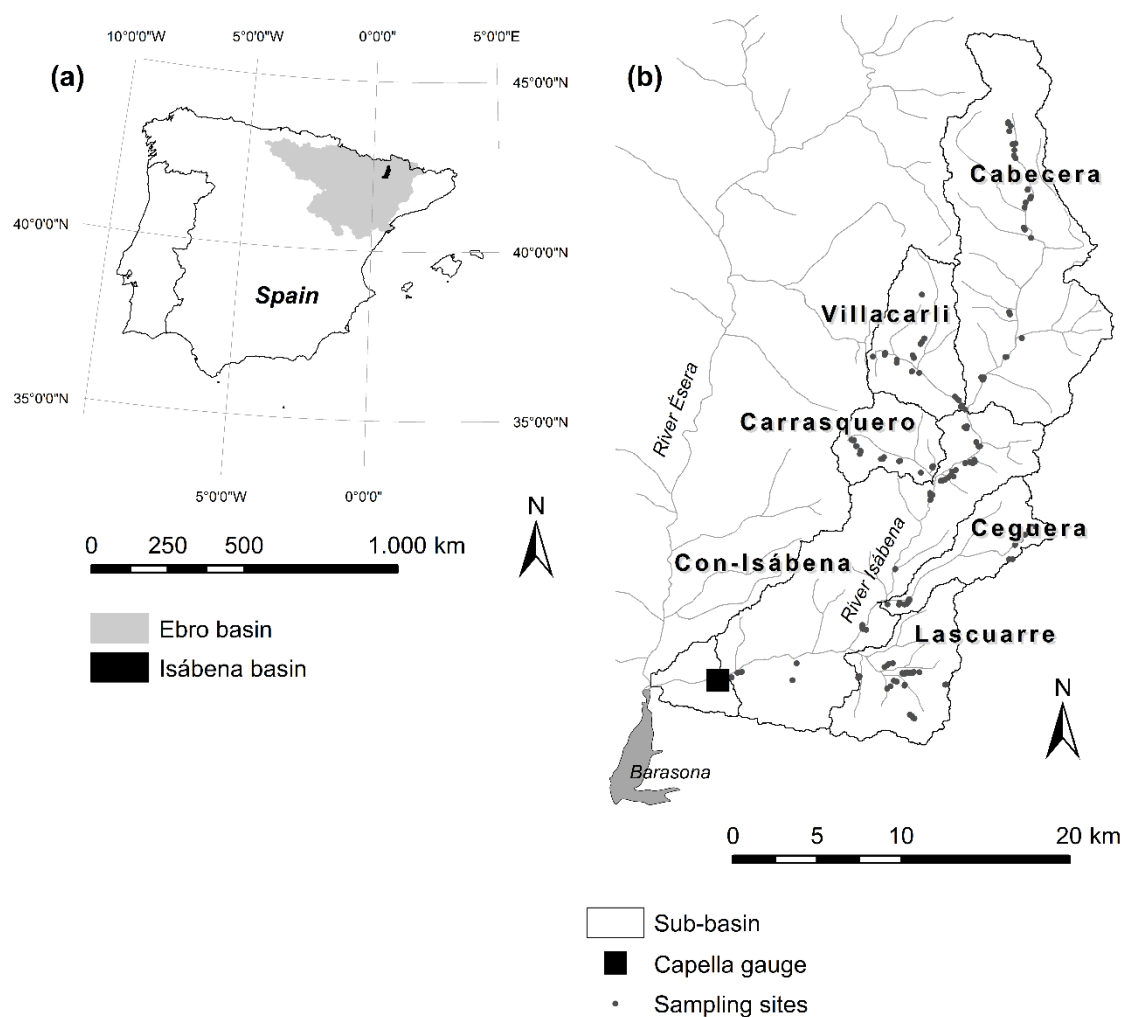 10°0'0"W 5°0'0"W 0°0'0" 5°0'0"E
(a)
45°0'0"N
40°0'0"N
40°0'0"N
Spain
35°0'0"N
35°0'0"N
5°0'0"W 0°0'0"
N
0 250 500 1.000 km
Ebro basin
Isábena basin
(b)
Cabecera
Villacarli
River Ésera
Carrasquero
Ceguera
Con-Isábena
River Isábena
Lascuarre
N
Barasona
0 5 10 20 km
Sub-basin
Capella gauge
Sampling sites